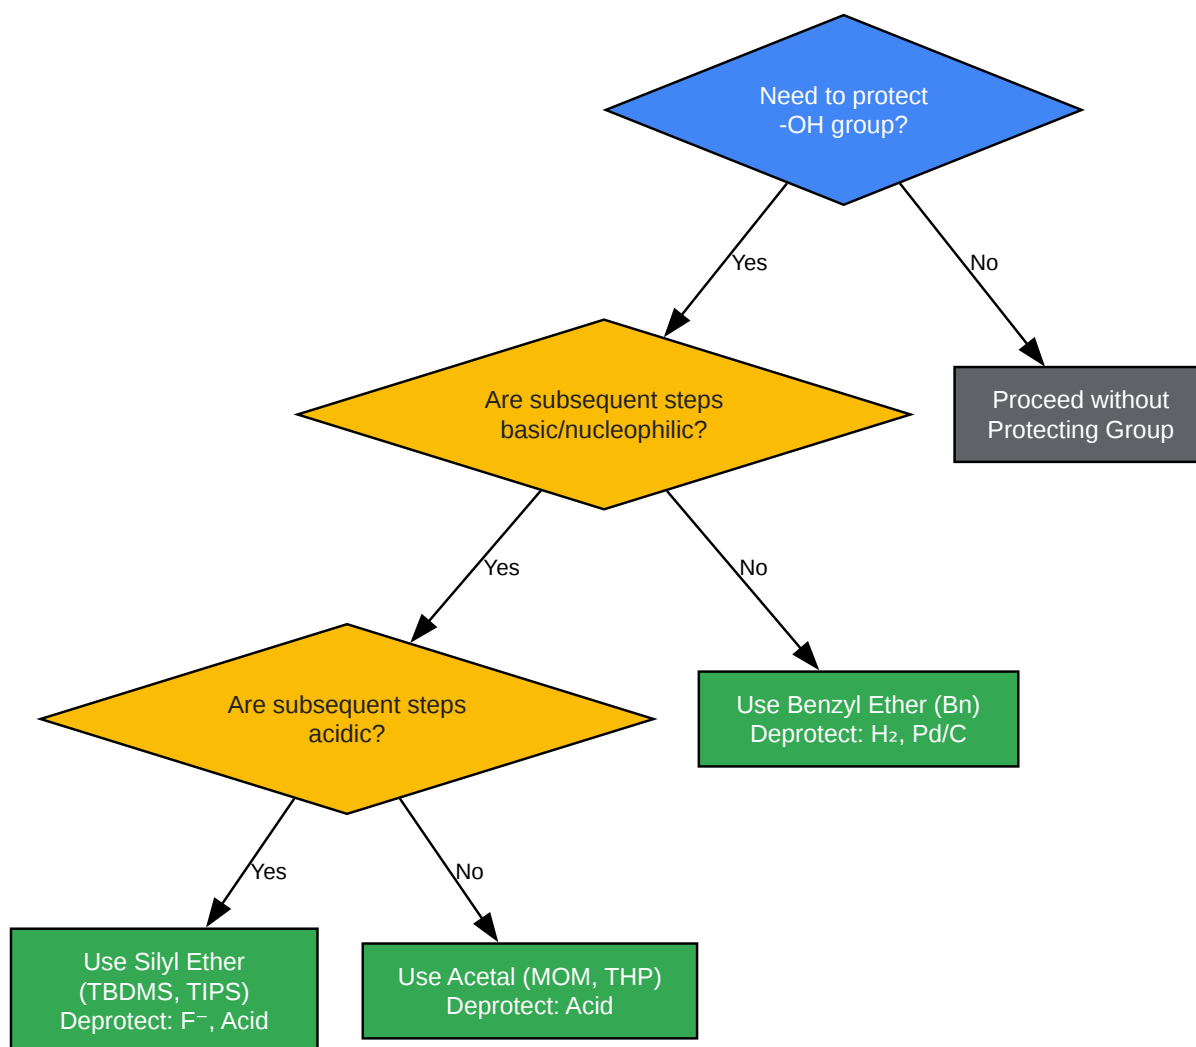 Need to protect
-OH group?
Yes
No
Are subsequent steps
basic/nucleophilic?
Proceed without
Protecting Group
Yes
No
Are subsequent steps
acidic?
Use Benzyl Ether (Bn)
Deprotect: H₂, Pd/C
Yes
No
Use Silyl Ether
(TBDMS, TIPS)
Deprotect: F⁻, Acid
Use Acetal (MOM, THP)
Deprotect: Acid